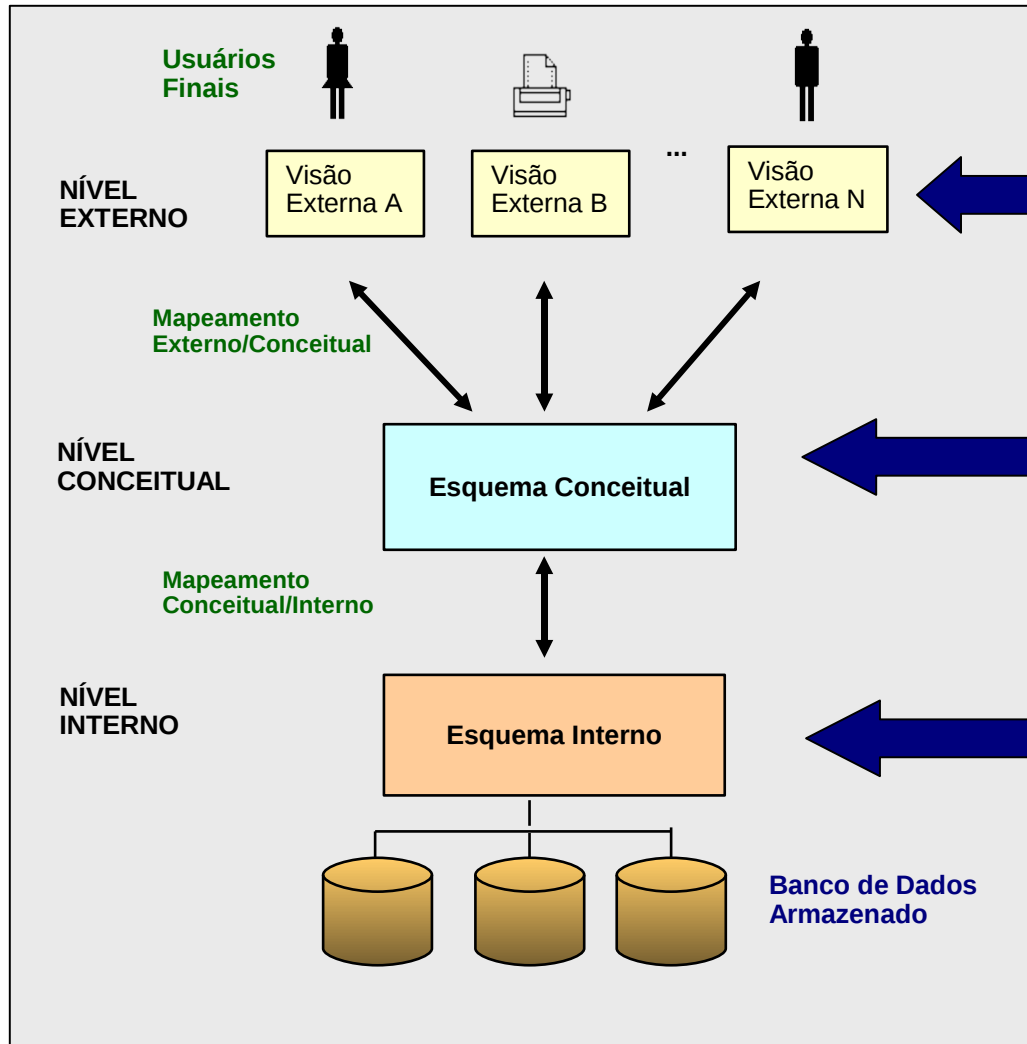 Usuários
Finais
...
NÍVEL
EXTERNO
Visão
Externa A
Visão
Externa B
Visão
Externa N
Mapeamento
Externo/Conceitual
NÍVEL
CONCEITUAL
Esquema Conceitual
Mapeamento
Conceitual/Interno
NÍVEL
INTERNO
Esquema Interno
Banco de Dados
Armazenado